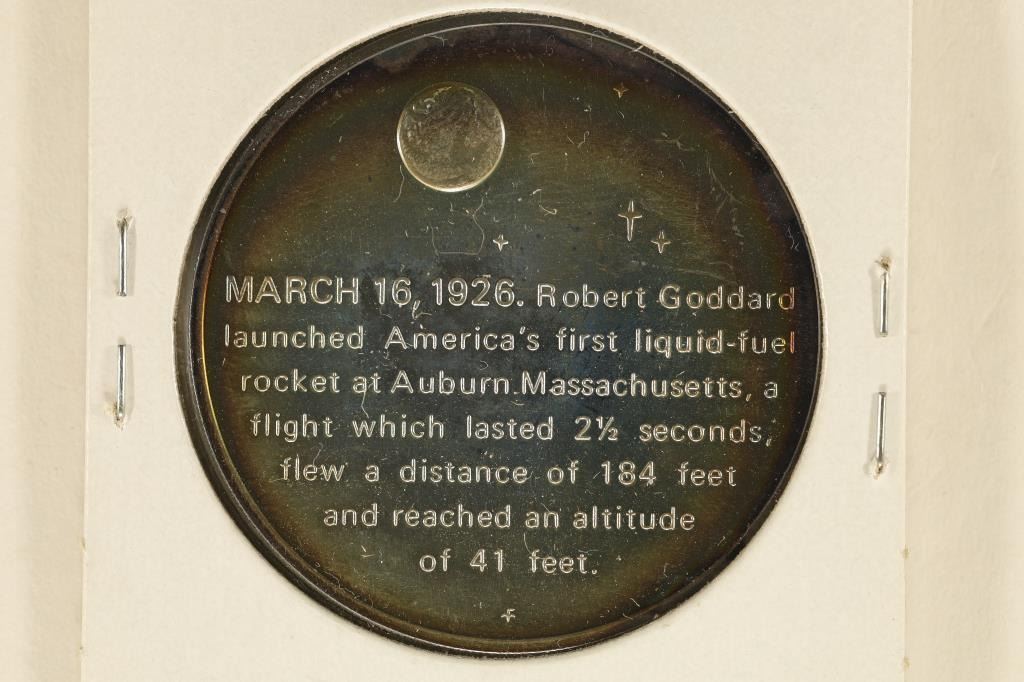 MARCH 16, 1926. Robert Goddard
launched America's first liquid-fuel
rocket at Auburn. Massachusetts, a
flight which lasted 2½ seconds,
flew a distance of 184 feet
and reached an altitude
of 41 feet.